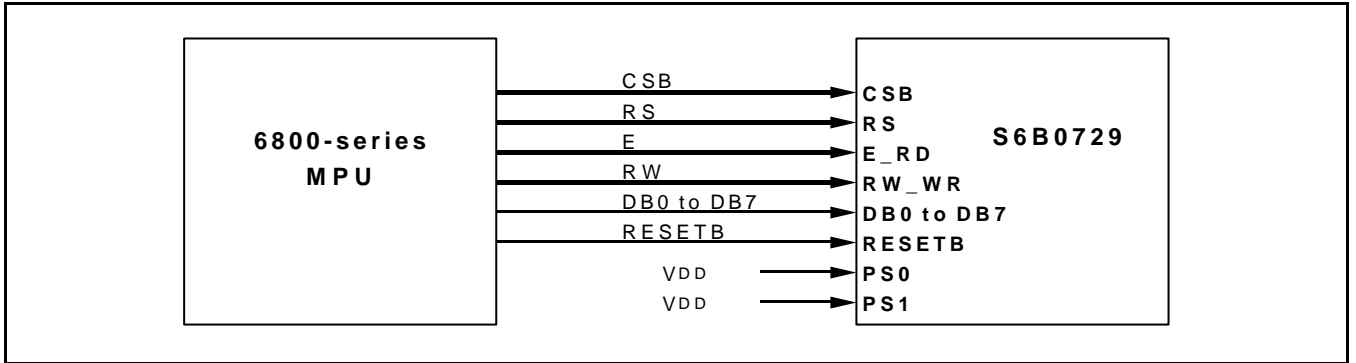 6800-series
MPU
CSB
RS
E
RW
DB0 to DB7
RESETB
VDD
VDD
CSB
RS
E_RD
RW_WR
DB0 to DB7
RESETB
PS0
PS1
S6B0729